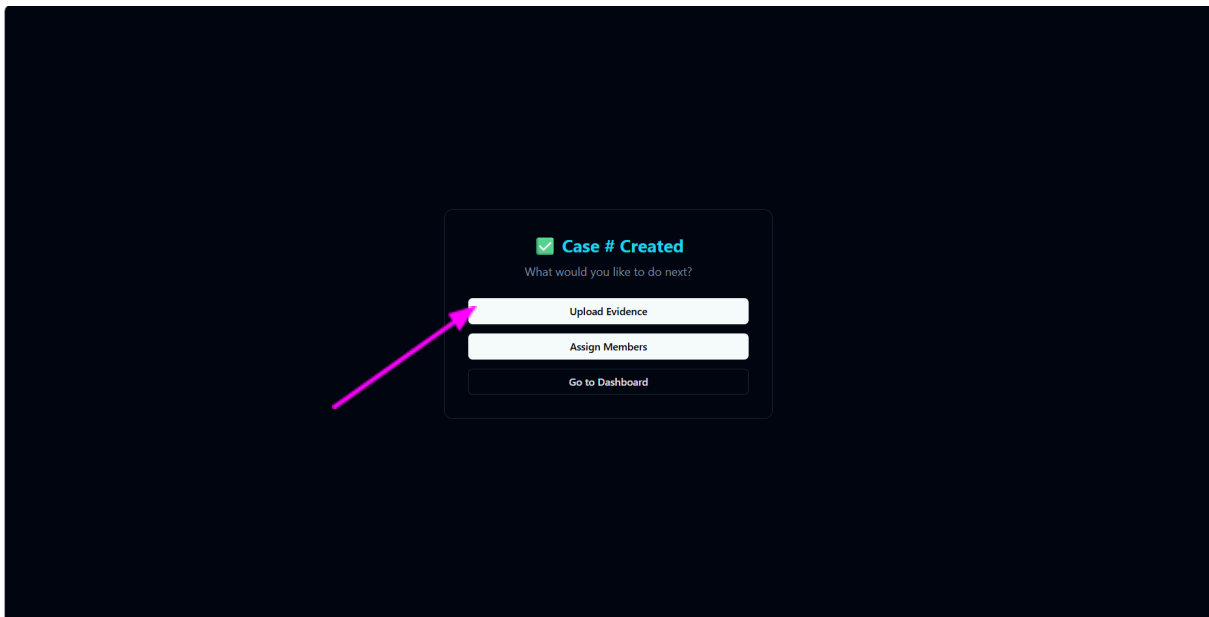 ✅ Case # Created
What would you like to do next?
Upload Evidence
Assign Members
Go to Dashboard